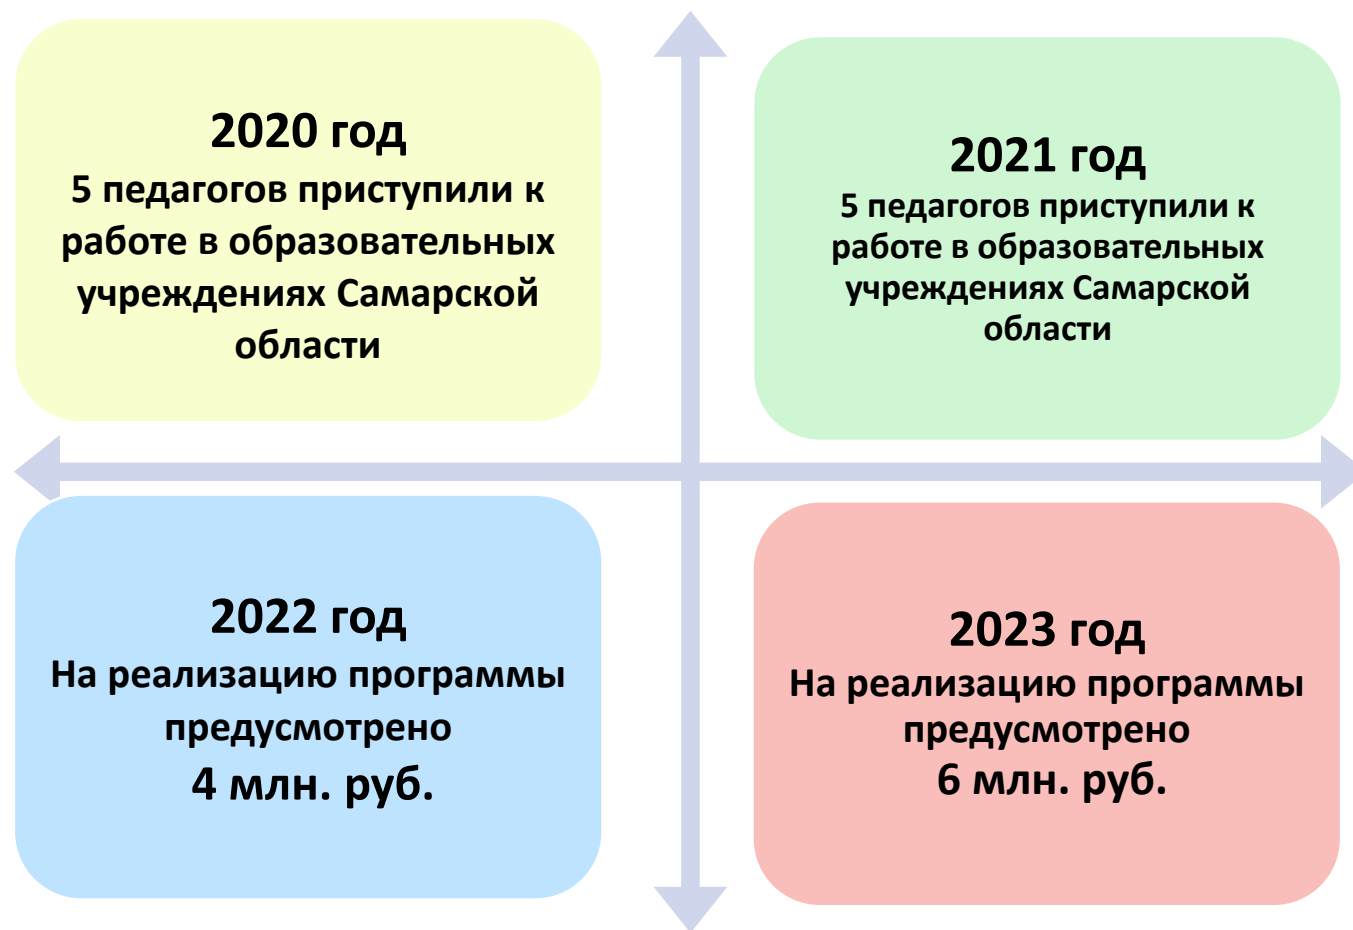 2020 год
5 педагогов приступили к
работе в образовательных
учреждениях Самарской
области
2021 год
5 педагогов приступили к
работе в образовательных
учреждениях Самарской
области
2022 год
На реализацию программы
предусмотрено
4 млн. руб.
2023 год
На реализацию программы
предусмотрено
6 млн. руб.